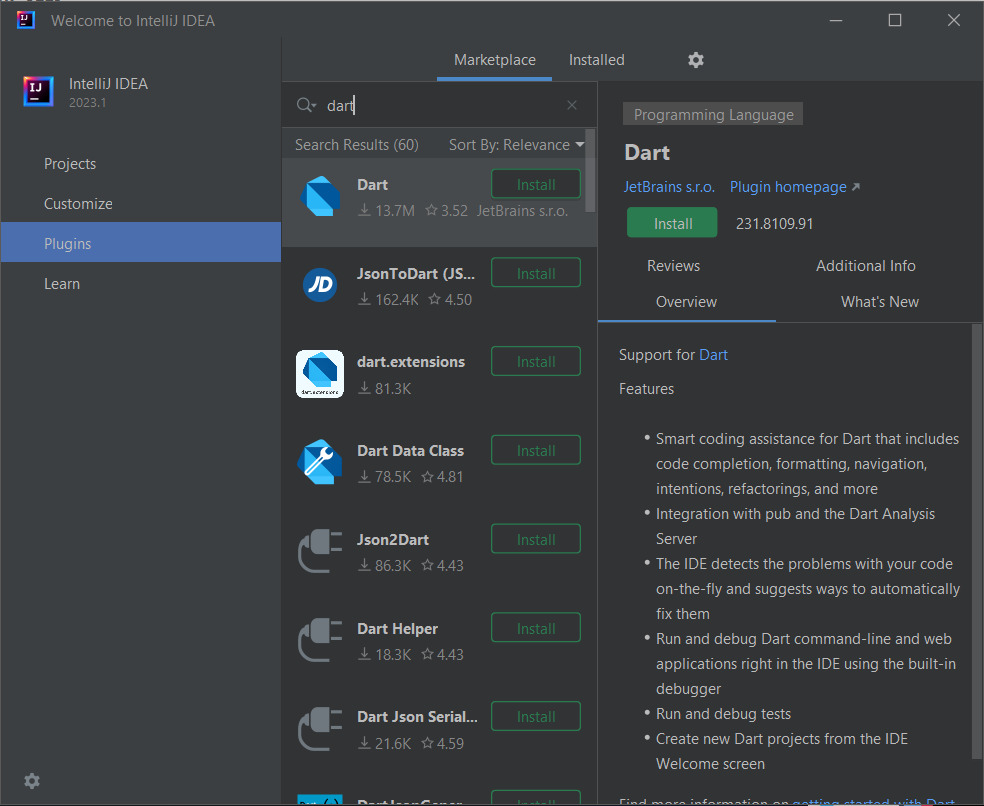 Welcome to IntelliJ IDEA
IntelliJ IDEA
2023.1
Projects
Customize
Plugins
Learn
Marketplace Installed
dart
Search Results (60) Sort By: Relevance
Dart Install
13.7M 3.52 JetBrains s.r.o.
JsonToDart (JS... Install
162.4K 4.50
dart.extensions Install
81.3K
Dart Data Class Install
78.5K 4.81
Json2Dart Install
86.3K 4.43
Dart Helper Install
18.3K 4.43
Dart Json Serial... Install
21.6K 4.59
Install
Programming Language
Dart
JetBrains s.r.o. Plugin homepage
Install 231.8109.91
Reviews Additional Info
Overview What's New
Support for Dart
Features
• Smart coding assistance for Dart that includes
code completion, formatting, navigation,
intentions, refactorings, and more
• Integration with pub and the Dart Analysis
Server
• The IDE detects the problems with your code
on-the-fly and suggests ways to automatically
fix them
• Run and debug Dart command-line and web
applications right in the IDE using the built-in
debugger
• Run and debug tests
• Create new Dart projects from the IDE
Welcome screen
Find more information on getting started with Dart